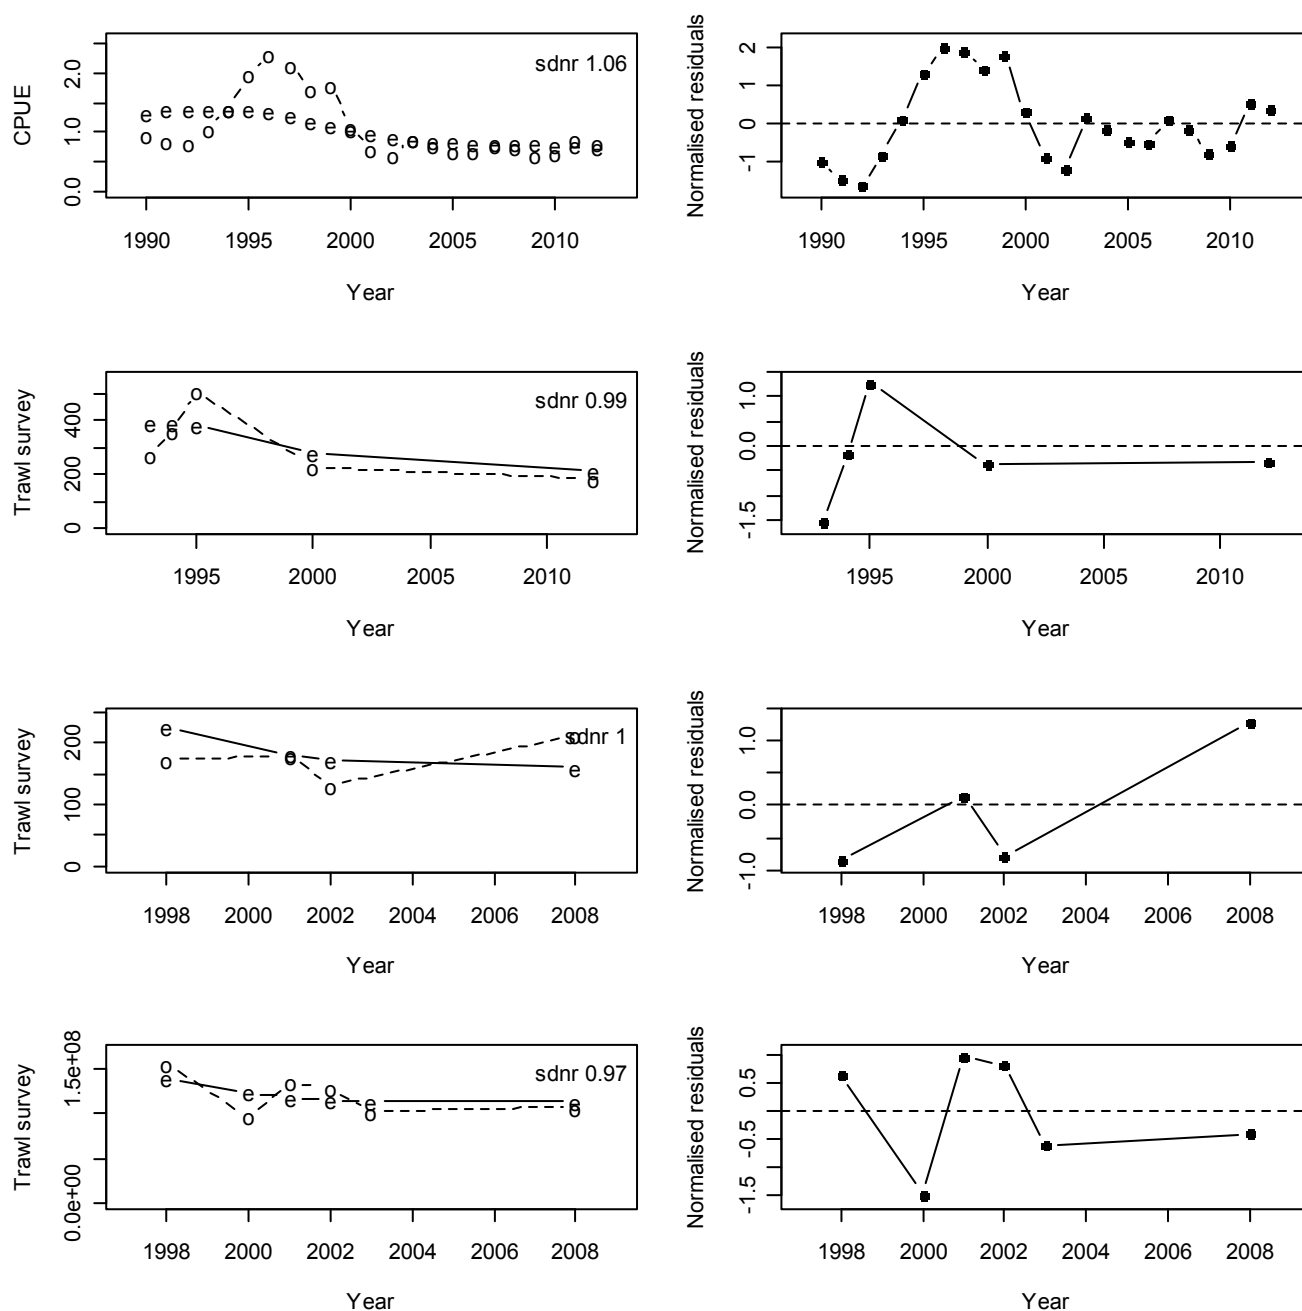 CPUE
0.0 1.0 2.0
sdnr 1.06
1990 1995 2000 2005 2010
Year
Normalised residuals
-1 0 1 2
1990 1995 2000 2005 2010
Year
Trawl survey
0 200 400
sdnr 0.99
1995 2000 2005 2010
Year
Normalised residuals
-1.5 0.0 1.0
1995 2000 2005 2010
Year
Trawl survey
0 100 200
sdnr 1
1998 2000 2002 2004 2006 2008
Year
Normalised residuals
-1.0 0.0 1.0
1998 2000 2002 2004 2006 2008
Year
Trawl survey
0.0e+00 1.5e+08
sdnr 0.97
1998 2000 2002 2004 2006 2008
Year
Normalised residuals
-1.5 -0.5 0.5
1998 2000 2002 2004 2006 2008
Year